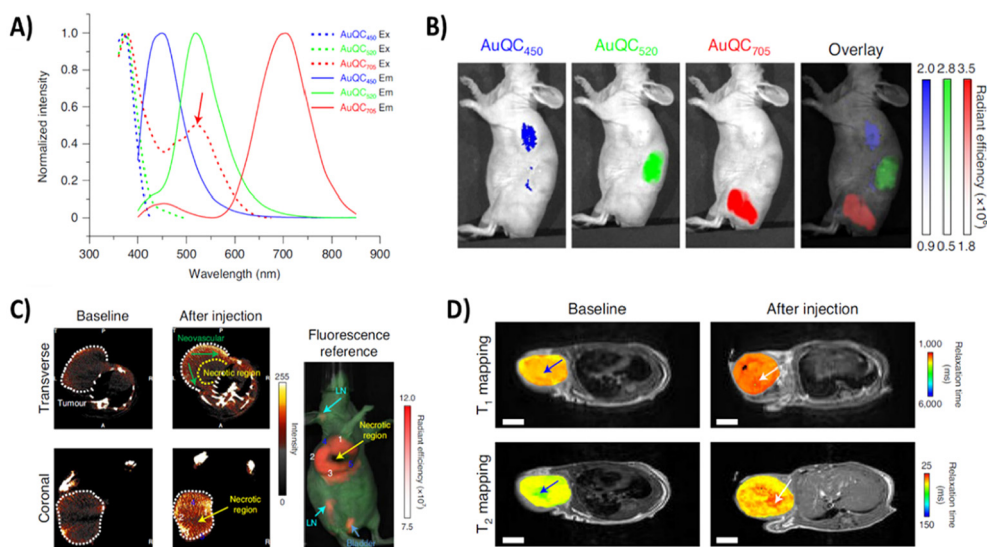 A)
AuQC450 Ex
AuQC520 Ex
AuQC705 Ex
AuQC450 Em
AuQC520 Em
AuQC705 Em
1.0
0.8
0.6
0.4
0.2
0
Normalized intensity
300 400 500 600 700 800 900
Wavelength (nm)
B)
AuQC450 AuQC520 AuQC705 Overlay
2.0 2.8 3.5
Radiant efficiency (×10⁶)
0.9 0.5 1.8
C)
Baseline After injection
Fluorescence
reference
Transverse
Neovascular
Necrotic region
Tumour
P
R
A
255
Intensity
0
LN
Necrotic
region
1
2
3
LN
Bladder
12.0
7.5
Coronal
Necrotic
region
D)
Baseline After injection
T1 mapping
1,000
Relaxation time
(ms)
6,000
T2 mapping
25
Relaxation time
(ms)
150